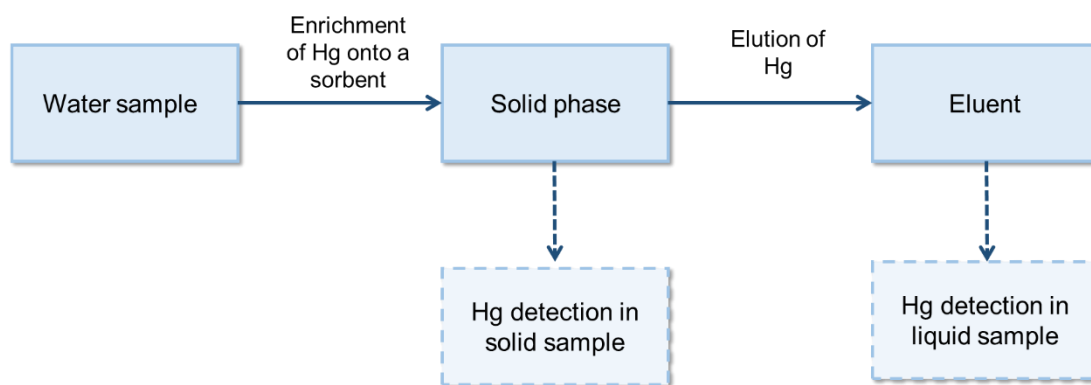 Water sample
Enrichment
of Hg onto a
sorbent
Solid phase
Elution of
Hg
Eluent
Hg detection in
solid sample
Hg detection in
liquid sample